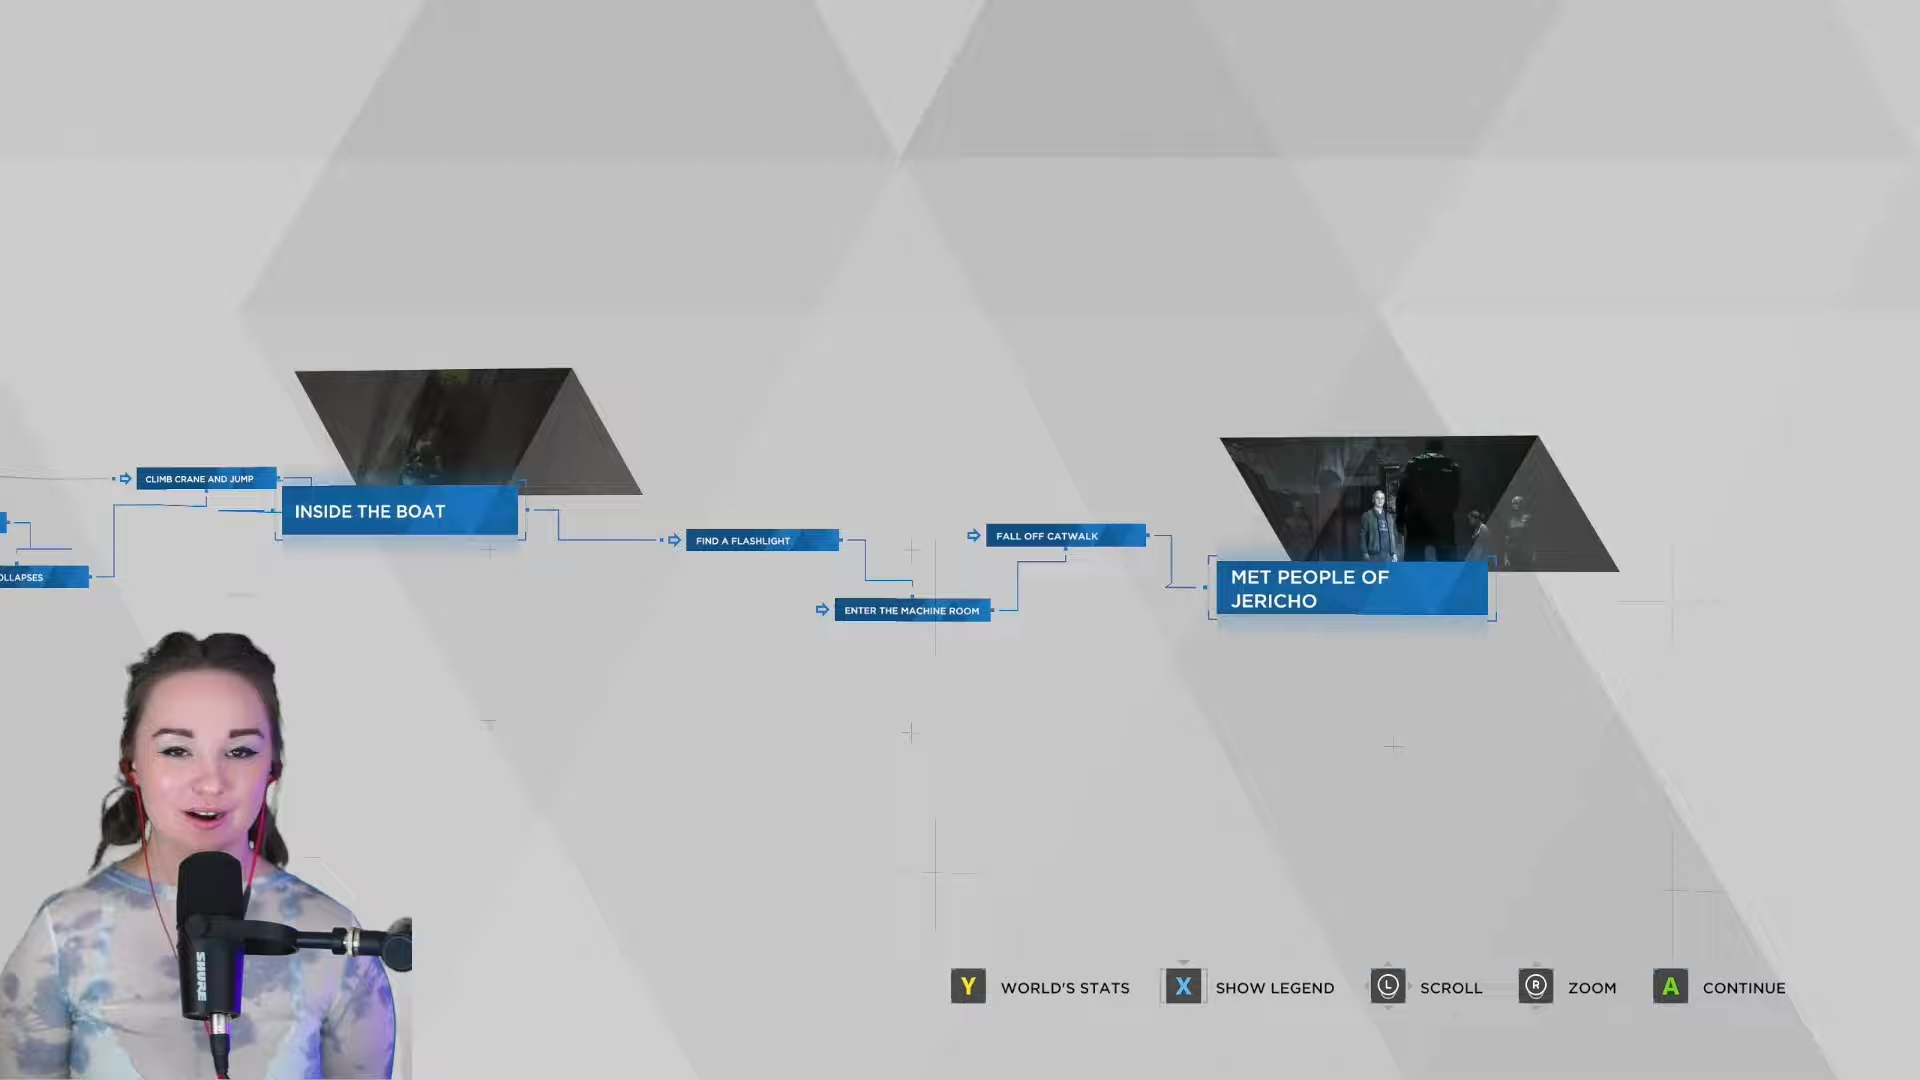 CLIMB CRANE AND JUMP
INSIDE THE BOAT
OLLAPSES
FIND A FLASHLIGHT
ENTER THE MACHINE ROOM
FALL OFF CATWALK
MET PEOPLE OF
JERICHO
SHURE
Y WORLD'S STATS
X SHOW LEGEND
L SCROLL
R ZOOM
A CONTINUE